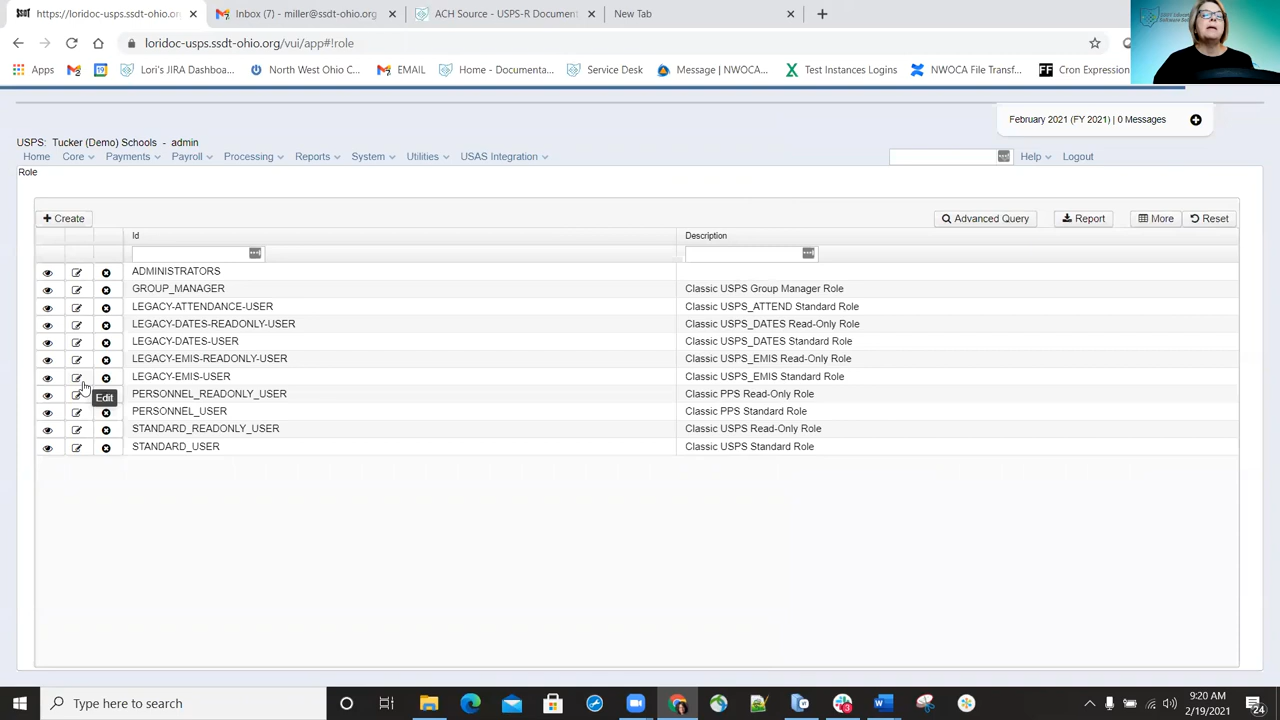 https://loridoc-usps.ssdt-ohio.org/
Inbox (7) - miller@ssdt-ohio.org
ACH Source - USPS-R Document
New Tab
loridoc-usps.ssdt-ohio.org/vui/app#!role
Apps
Lori's JIRA Dashboa...
North West Ohio C...
EMAIL
Home - Documenta...
Service Desk
Message | NWOCA...
Test Instances Logins
NWOCA File Transf...
Cron Expression
February 2021 (FY 2021) | 0 Messages
USPS: Tucker (Demo) Schools - admin
Home Core Payments Payroll Processing Reports System Utilities USAS Integration Help Logout
Role
Create Advanced Query Report More Reset
Id Description
ADMINISTRATORS
GROUP_MANAGER Classic USPS Group Manager Role
LEGACY-ATTENDANCE-USER Classic USPS_ATTEND Standard Role
LEGACY-DATES-READONLY-USER Classic USPS_DATES Read-Only Role
LEGACY-DATES-USER Classic USPS_DATES Standard Role
LEGACY-EMIS-READONLY-USER Classic USPS_EMIS Read-Only Role
LEGACY-EMIS-USER Classic USPS_EMIS Standard Role
Edit
PERSONNEL_READONLY_USER Classic PPS Read-Only Role
PERSONNEL_USER Classic PPS Standard Role
STANDARD_READONLY_USER Classic USPS Read-Only Role
STANDARD_USER Classic USPS Standard Role
Type here to search
9:20 AM
2/19/2021
24